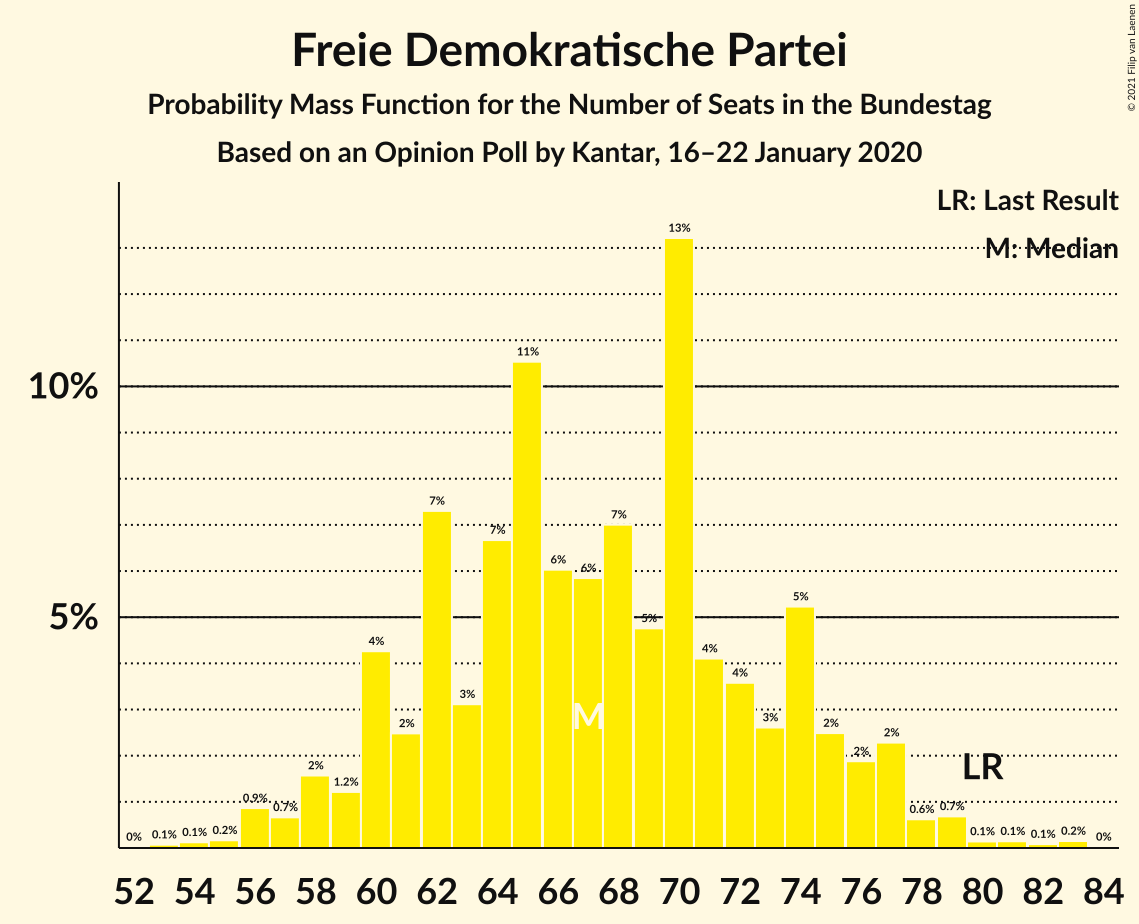 © 2021 Filip van Laenen
Freie Demokratische Partei
Probability Mass Function for the Number of Seats in the Bundestag
Based on an Opinion Poll by Kantar, 16–22 January 2020
LR: Last Result
M: Median
10%
5%
0% 0.1% 0.1% 0.2% 0.9% 0.7% 2% 1.2% 4% 2% 7% 3% 7% 11% 6% 6% 7% 5% 13% 4% 4% 3% 5% 2% 2% 2% 0.6% 0.7% 0.1% 0.1% 0.1% 0.2% 0%
M
LR
52 54 56 58 60 62 64 66 68 70 72 74 76 78 80 82 84